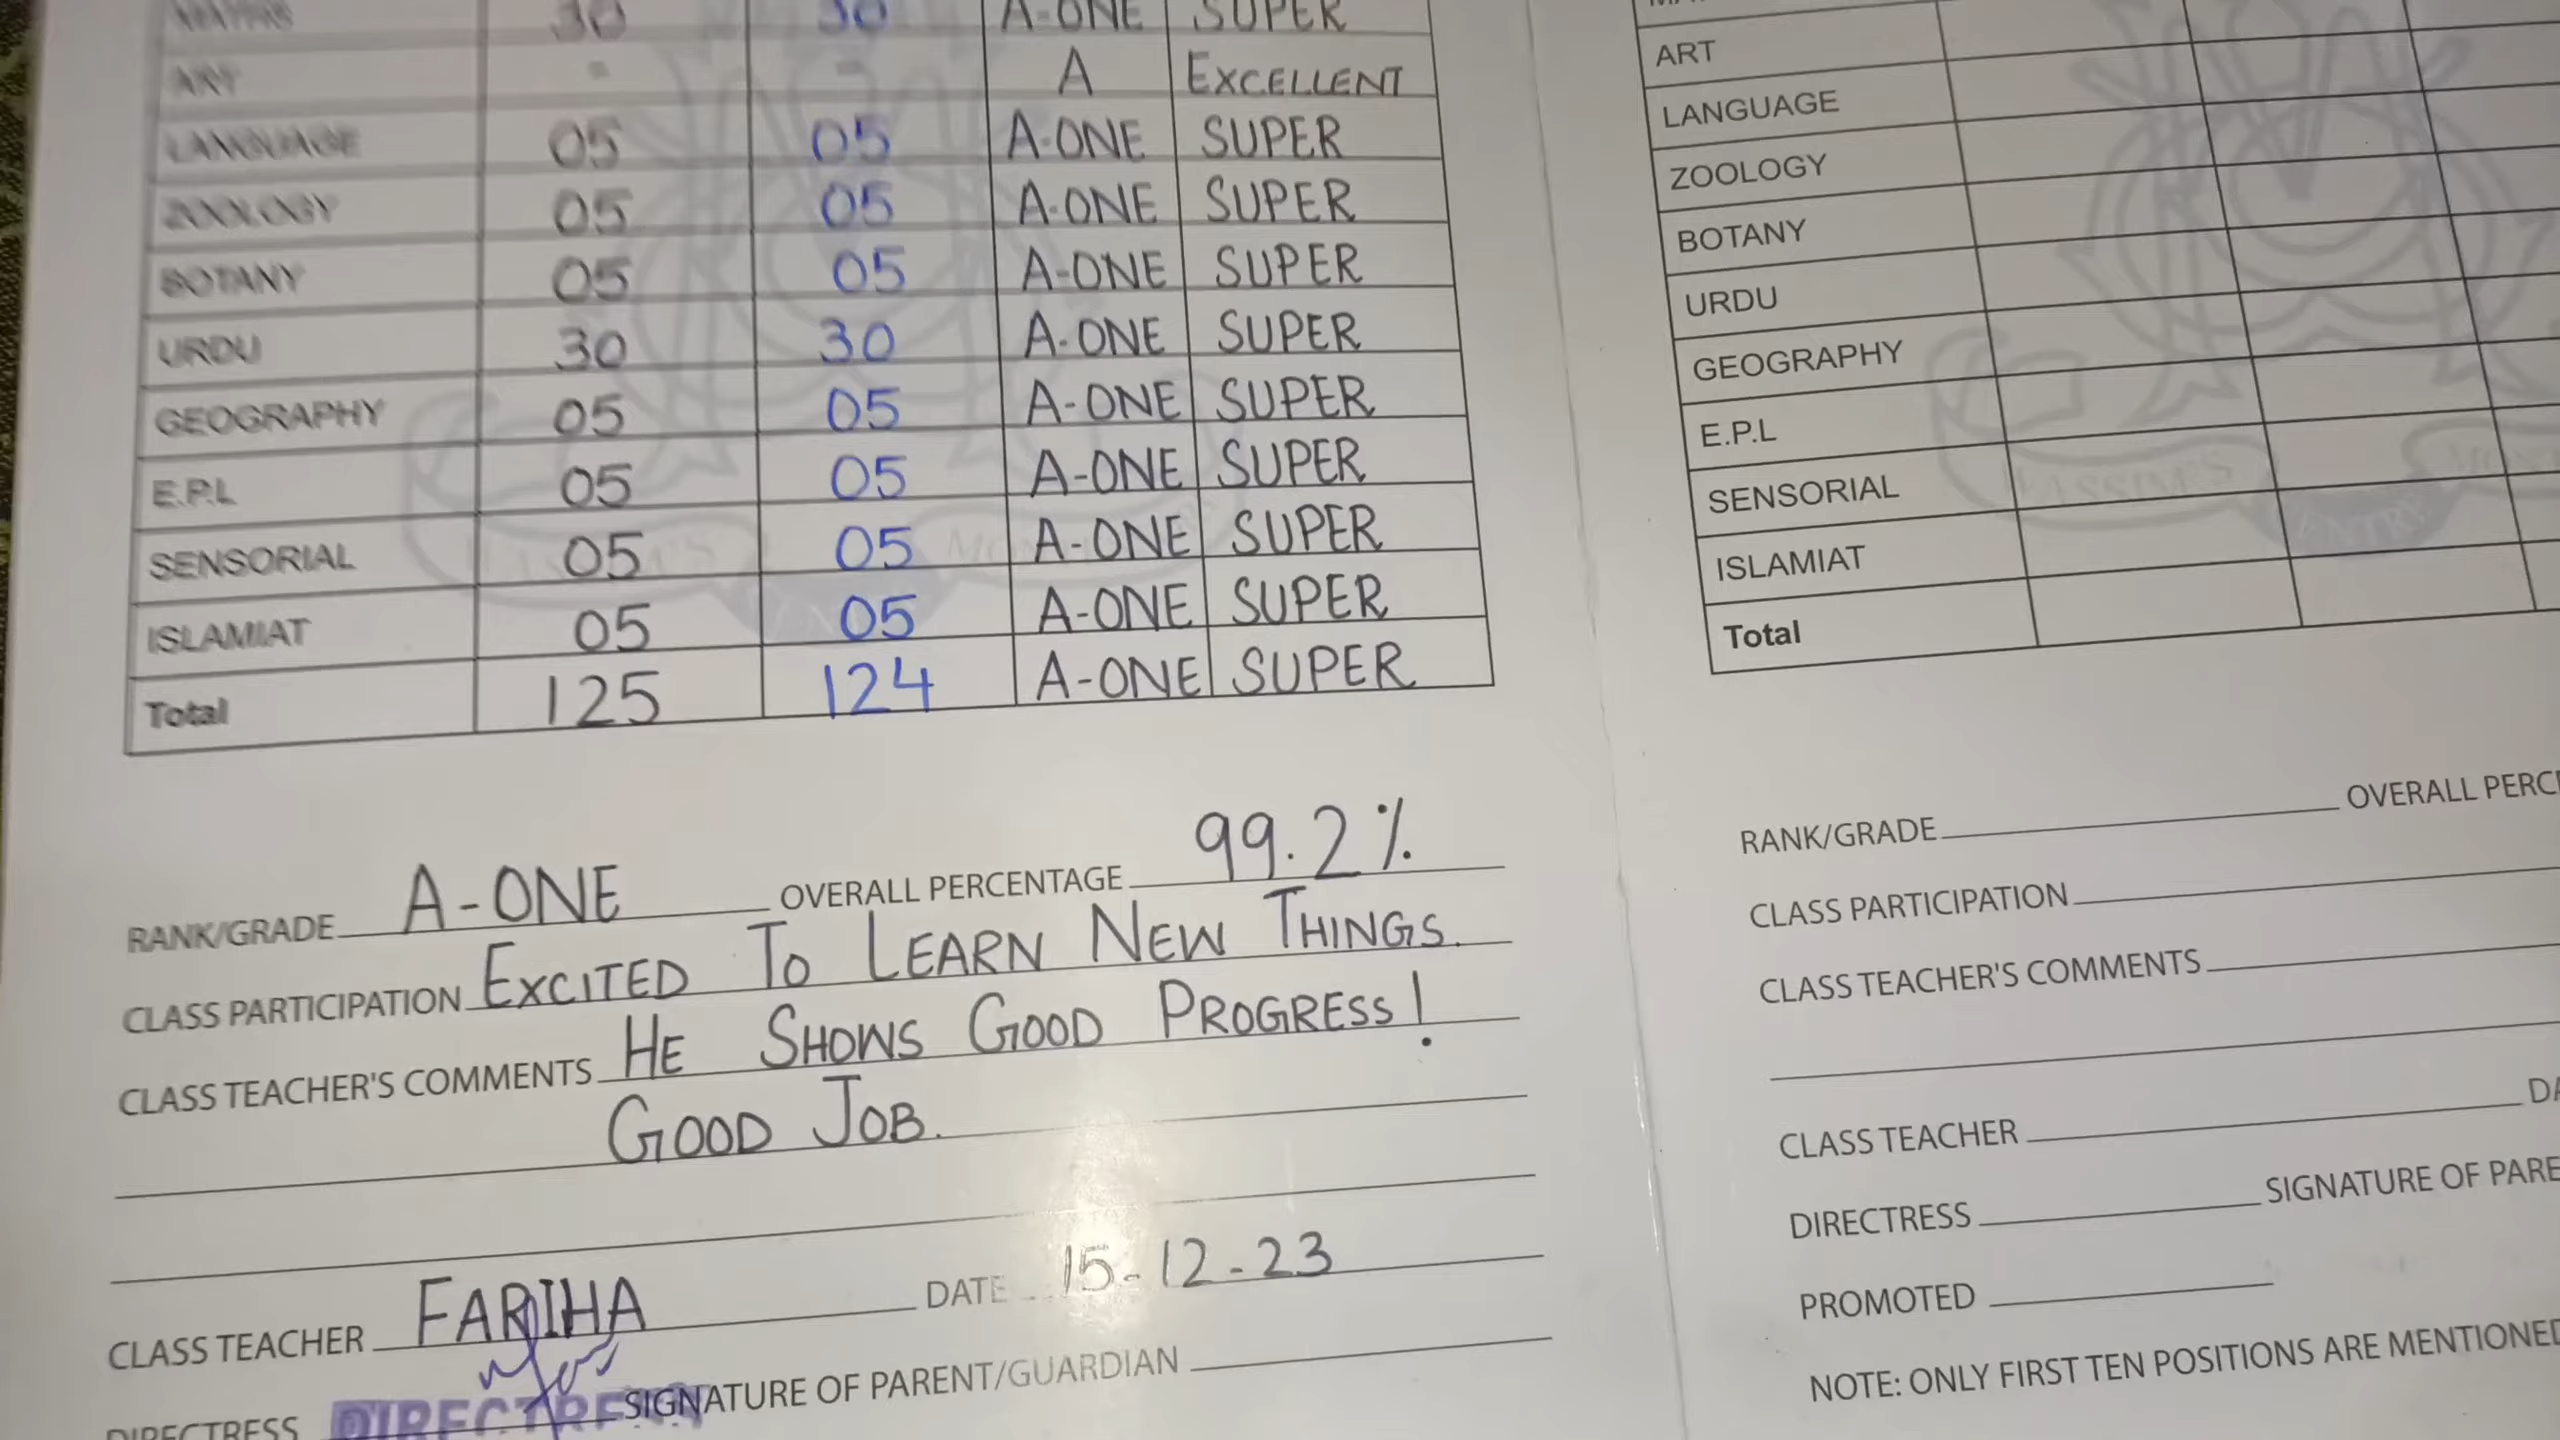 MATHS 30 30 A-ONE SUPER
ART - - A EXCELLENT
LANGUAGE 05 05 A-ONE SUPER
ZOOLOGY 05 05 A-ONE SUPER
BOTANY 05 05 A-ONE SUPER
URDU 30 30 A-ONE SUPER
GEOGRAPHY 05 05 A-ONE SUPER
E.P.L 05 05 A-ONE SUPER
SENSORIAL 05 05 A-ONE SUPER
ISLAMIAT 05 05 A-ONE SUPER
Total 125 124 A-ONE SUPER
RANK/GRADE A-ONE OVERALL PERCENTAGE 99.2%
CLASS PARTICIPATION EXCITED TO LEARN NEW THINGS.
CLASS TEACHER'S COMMENTS HE SHOWS GOOD PROGRESS!
GOOD JOB.
CLASS TEACHER FARIHA DATE 15-12-23
DIRECTRESS DIRECTRESS SIGNATURE OF PARENT/GUARDIAN
ART
LANGUAGE
ZOOLOGY
BOTANY
URDU
GEOGRAPHY
E.P.L
SENSORIAL
ISLAMIAT
Total
RANK/GRADE OVERALL PERCE
CLASS PARTICIPATION
CLASS TEACHER'S COMMENTS
CLASS TEACHER DA
DIRECTRESS SIGNATURE OF PARE
PROMOTED
NOTE: ONLY FIRST TEN POSITIONS ARE MENTIONED